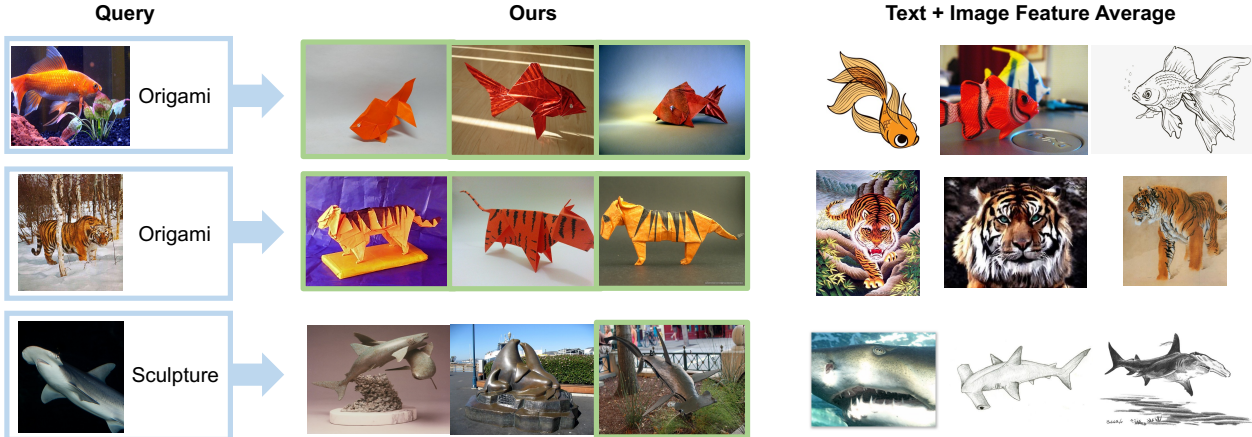 Query
Ours
Text + Image Feature Average
Origami
Origami
Sculpture